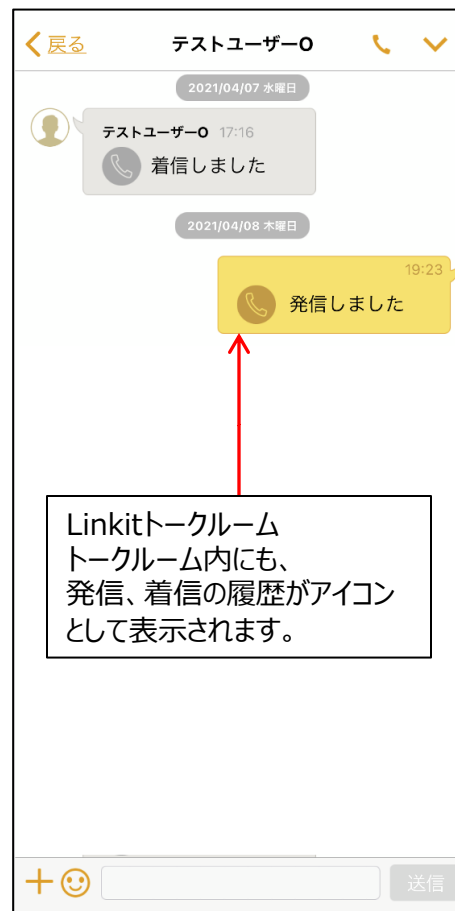 戻る
テストユーザーO
2021/04/07 水曜日
テストユーザーO 17:16
着信しました
2021/04/08 木曜日
19:23
発信しました
Linkitトークルーム
トークルーム内にも、
発信、着信の履歴がアイコン
として表示されます。
送信